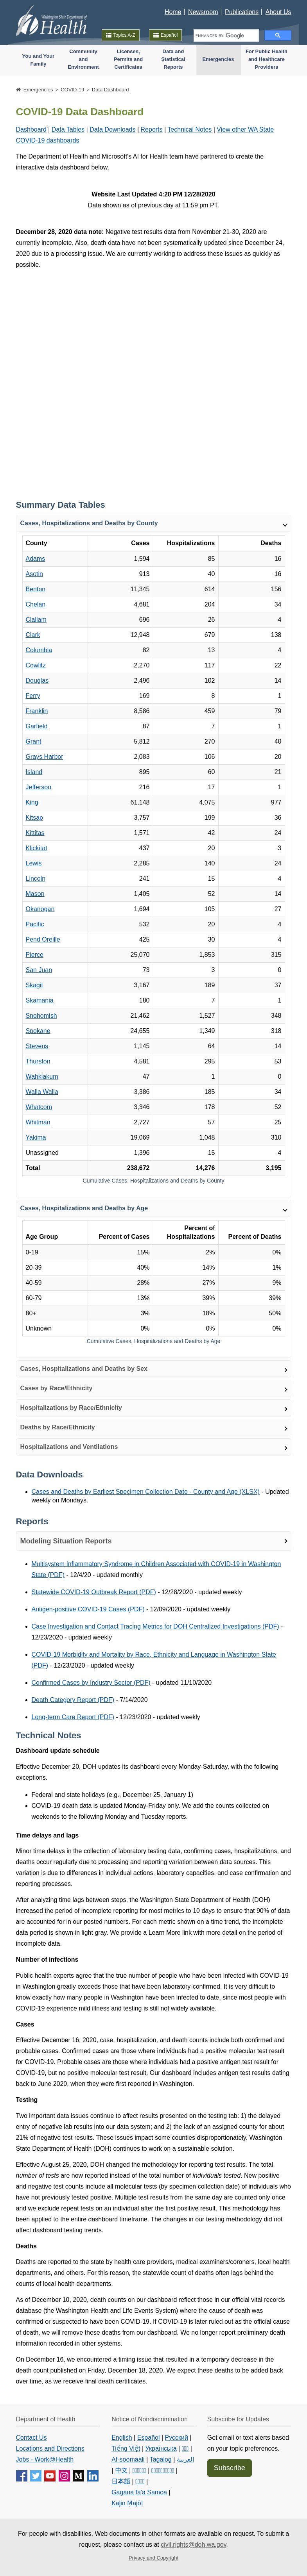 Home | Newsroom | Publications | About Us
Washington State Department of
Health
Topics A-Z
Español
ENHANCED BY Google
You and Your Family
Community and Environment
Licenses, Permits and Certificates
Data and Statistical Reports
Emergencies
For Public Health and Healthcare Providers
Emergencies > COVID-19 > Data Dashboard
COVID-19 Data Dashboard
Dashboard | Data Tables | Data Downloads | Reports | Technical Notes | View other WA State
COVID-19 dashboards
The Department of Health and Microsoft's AI for Health team have partnered to create the
interactive data dashboard below.
Website Last Updated 4:20 PM 12/28/2020
Data shown as of previous day at 11:59 pm PT.
December 28, 2020 data note: Negative test results data from November 21-30, 2020 are
currently incomplete. Also, death data have not been systematically updated since December 24,
2020 due to a processing issue. We are currently working to address these issues as quickly as
possible.
Summary Data Tables
Cases, Hospitalizations and Deaths by County
County Cases Hospitalizations Deaths
Adams 1,594 85 16
Asotin 913 40 16
Benton 11,345 614 156
Chelan 4,681 204 34
Clallam 696 26 4
Clark 12,948 679 138
Columbia 82 13 4
Cowlitz 2,270 117 22
Douglas 2,496 102 14
Ferry 169 8 1
Franklin 8,586 459 79
Garfield 87 7 1
Grant 5,812 270 40
Grays Harbor 2,083 106 20
Island 895 60 21
Jefferson 216 17 1
King 61,148 4,075 977
Kitsap 3,757 199 36
Kittitas 1,571 42 24
Klickitat 437 20 3
Lewis 2,285 140 24
Lincoln 241 15 4
Mason 1,405 52 14
Okanogan 1,694 105 27
Pacific 532 20 4
Pend Oreille 425 30 4
Pierce 25,070 1,853 315
San Juan 73 3 0
Skagit 3,167 189 37
Skamania 180 7 1
Snohomish 21,462 1,527 348
Spokane 24,655 1,349 318
Stevens 1,145 64 14
Thurston 4,581 295 53
Wahkiakum 47 1 0
Walla Walla 3,386 185 34
Whatcom 3,346 178 52
Whitman 2,727 57 25
Yakima 19,069 1,048 310
Unassigned 1,396 15 4
Total 238,672 14,276 3,195
Cumulative Cases, Hospitalizations and Deaths by County
Cases, Hospitalizations and Deaths by Age
Age Group Percent of Cases Percent of Hospitalizations Percent of Deaths
0-19 15% 2% 0%
20-39 40% 14% 1%
40-59 28% 27% 9%
60-79 13% 39% 39%
80+ 3% 18% 50%
Unknown 0% 0% 0%
Cumulative Cases, Hospitalizations and Deaths by Age
Cases, Hospitalizations and Deaths by Sex
Cases by Race/Ethnicity
Hospitalizations by Race/Ethnicity
Deaths by Race/Ethnicity
Hospitalizations and Ventilations
Data Downloads
Cases and Deaths by Earliest Specimen Collection Date - County and Age (XLSX) - Updated
weekly on Mondays.
Reports
Modeling Situation Reports
Multisystem Inflammatory Syndrome in Children Associated with COVID-19 in Washington
State (PDF) - 12/4/20 - updated monthly
Statewide COVID-19 Outbreak Report (PDF) - 12/28/2020 - updated weekly
Antigen-positive COVID-19 Cases (PDF) - 12/09/2020 - updated weekly
Case Investigation and Contact Tracing Metrics for DOH Centralized Investigations (PDF) -
12/23/2020 - updated weekly
COVID-19 Morbidity and Mortality by Race, Ethnicity and Language in Washington State
(PDF) - 12/23/2020 - updated weekly
Confirmed Cases by Industry Sector (PDF) - updated 11/10/2020
Death Category Report (PDF) - 7/14/2020
Long-term Care Report (PDF) - 12/23/2020 - updated weekly
Technical Notes
Dashboard update schedule
Effective December 20, DOH updates its dashboard every Monday-Saturday, with the following
exceptions.
Federal and state holidays (e.g., December 25, January 1)
COVID-19 death data is updated Monday-Friday only. We add the counts collected on
weekends to the following Monday and Tuesday reports.
Time delays and lags
Minor time delays in the collection of laboratory testing data, confirming cases, hospitalizations,
and deaths occur due to processing and reporting lapses between our data sources. This
variation is due to differences in individual actions, laboratory capacities, and case confirmation and
reporting processes.
After analyzing large lags between steps, the Washington State Department of Health (DOH)
increased the period of incomplete reporting to more than nine days to ensure that 90% or more
of data are accounted for in our posted numbers. For each metric shown on a time trend, the incomplete
data period is shown in light gray. We provide a Learn More link with more detail on the
incomplete data period.
Number of infections
Public health experts agree that the number of people who have been infected with COVID-19
in Washington greatly exceeds those that have been laboratory-confirmed. It is very difficult to
know exactly how many people in Washington have been infected to date, since most people
with COVID-19 experience mild illness and testing is still not widely available.
Cases
Effective December 16, 2020, case, hospitalization, and death counts include both confirmed and
probable cases. Confirmed cases are those where individuals had a positive molecular test
for COVID-19. Probable cases are those where individuals had a positive antigen test result
for COVID-19, but no positive molecular test result. Our dashboard also includes antigen test results
back to June 2020, when they were first reported in Washington.
Testing
Two important data issues continue to affect results presented on the testing tab: 1) delay of
entry of negative lab results into our data system; and 2) the lack of an assigned county for about
21% of test results statewide. These issues impact some counties disproportionately. Washington
State Department of Health (DOH) continues to work on a sustainable solution.
Effective August 25, 2020, DOH changed the methodology for reporting test results. The total
number of tests are now reported instead of the total number of individuals tested. New positive
and negative test results will include all molecular tests (specimen collections) of individuals who
have not previously tested positive. Multiple test results from the same day are counted only once
and we exclude all repeat tests after the first positive test result. This methodology has been
applied to the entire dashboard timeframe. The changes in our testing methodology do not
affect dashboard testing trends.
Deaths
Deaths are reported to the state by health care providers, medical examiners/coroners, local health
departments, and others. For this reason, the statewide count of deaths often lags behind the
counts of local health departments.
As of December 10, 2020, death counts on our dashboard will come from Washington's official vital records
database (the Washington Health and Life Events System) where the cause of death is
either confirmed or suspected to have been COVID-19. If COVID-19 is later ruled out as the cause
of death, we will remove that death from our dashboard. We no longer report preliminary death
information reported in other systems.
On December 16, we discovered that a processing error led to an overreporting in the death
count published on Friday, December 18, 2020. We expect these deaths to be added back
over time, as we receive final death certificates.
Department of Health
Contact Us
Locations and Directions
Jobs - Work@Health
Notice of Nondiscrimination
English | Español | Русский |
Tiếng Việt | Українська |
Af-soomaali | Tagalog | العربية
| 中文 |
日本語 |
Gagana fa'a Samoa |
Kajin Majôl
Subscribe for Updates
Get email or text alerts based
on your topic preferences.
Subscribe
For people with disabilities, Web documents in other formats are available on request. To submit a
request, please contact us at civil.rights@doh.wa.gov.
Privacy and Copyright